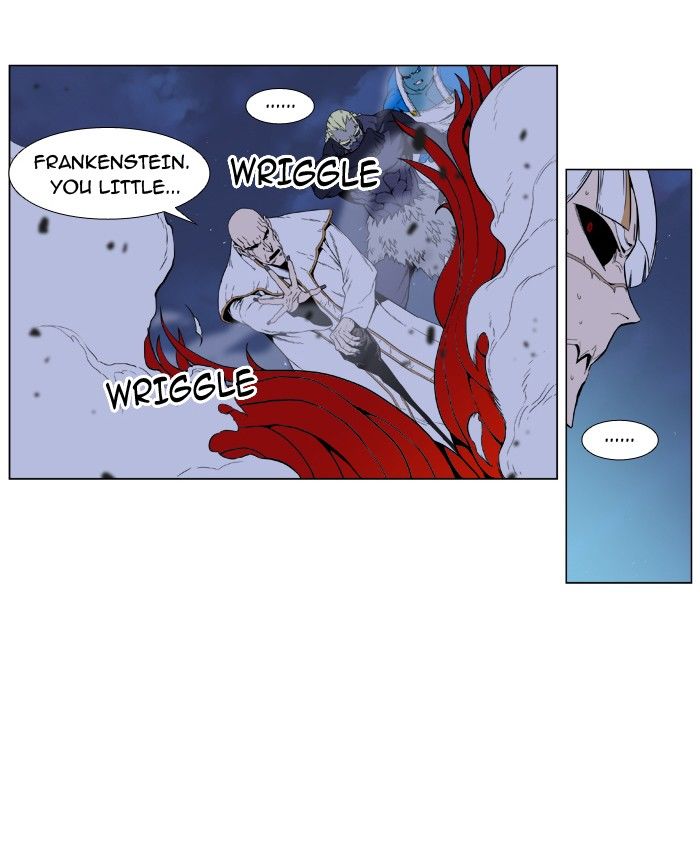 ......
FRANKENSTEIN.
YOU LITTLE...
WRIGGLE
WRIGGLE
......